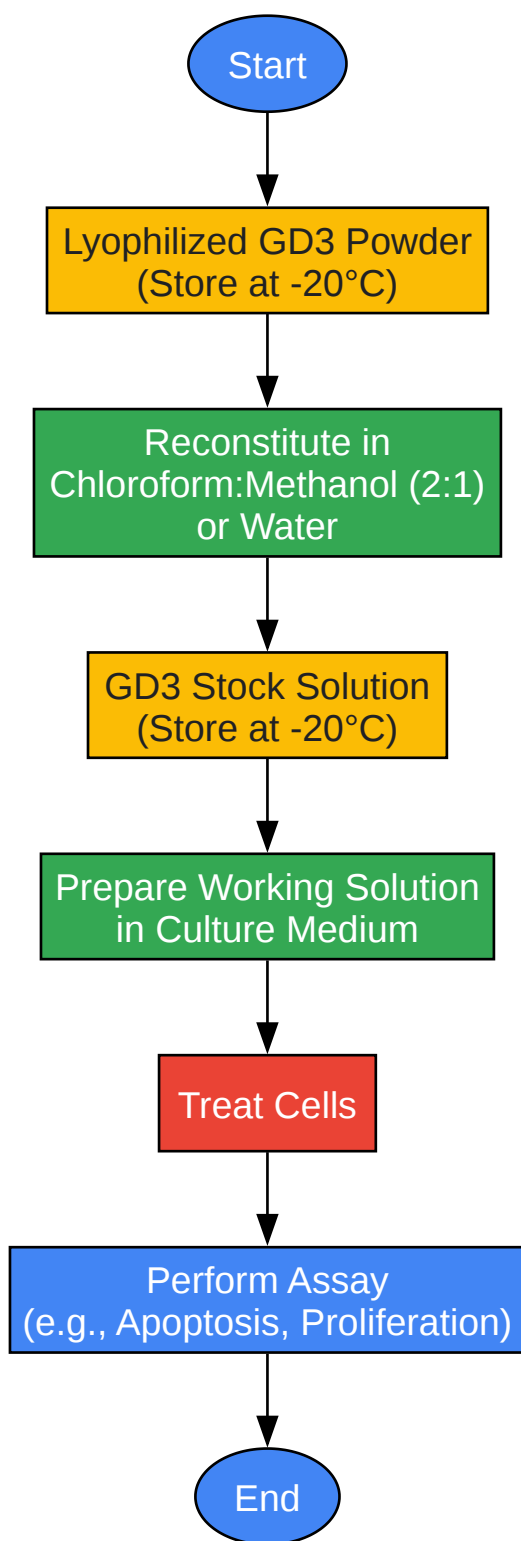 Start
Lyophilized GD3 Powder
(Store at -20°C)
Reconstitute in
Chloroform:Methanol (2:1)
or Water
GD3 Stock Solution
(Store at -20°C)
Prepare Working Solution
in Culture Medium
Treat Cells
Perform Assay
(e.g., Apoptosis, Proliferation)
End